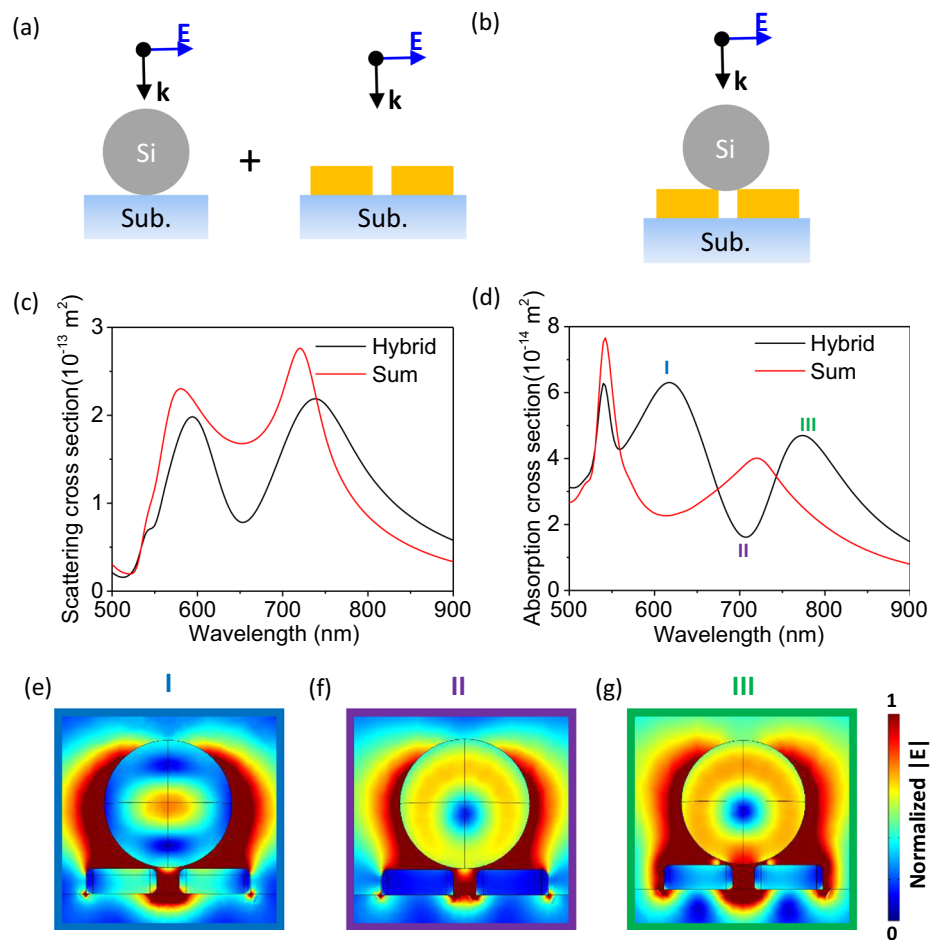 (a)
E
k
Si
Sub.
+
E
k
Sub.
(b)
E
k
Si
Sub.
(c)
Scattering cross section(10⁻¹³ m²)
3
2
1
0
Hybrid
Sum
500 600 700 800 900
Wavelength (nm)
(d)
Absorption cross section(10⁻¹⁴ m²)
8
6
4
2
0
Hybrid
Sum
I
II
III
500 600 700 800 900
Wavelength (nm)
(e)
I
(f)
II
(g)
III
1
Normalized |E|
0